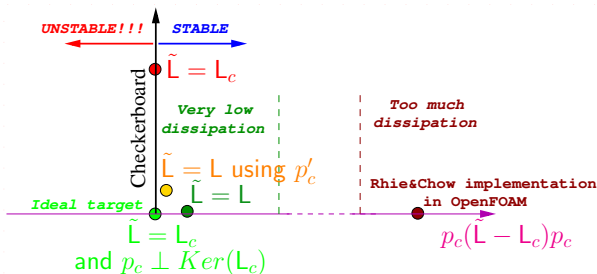 UNSTABLE!!! STABLE
L̃ = L_c
Checkerboard
Very low
dissipation
Too much
dissipation
L̃ = L using p′_c
L̃ = L
Rhie&Chow implementation
in OpenFOAM
Ideal target
L̃ = L_c
and p_c ⊥ Ker(L_c)
p_c(L̃ − L_c)p_c